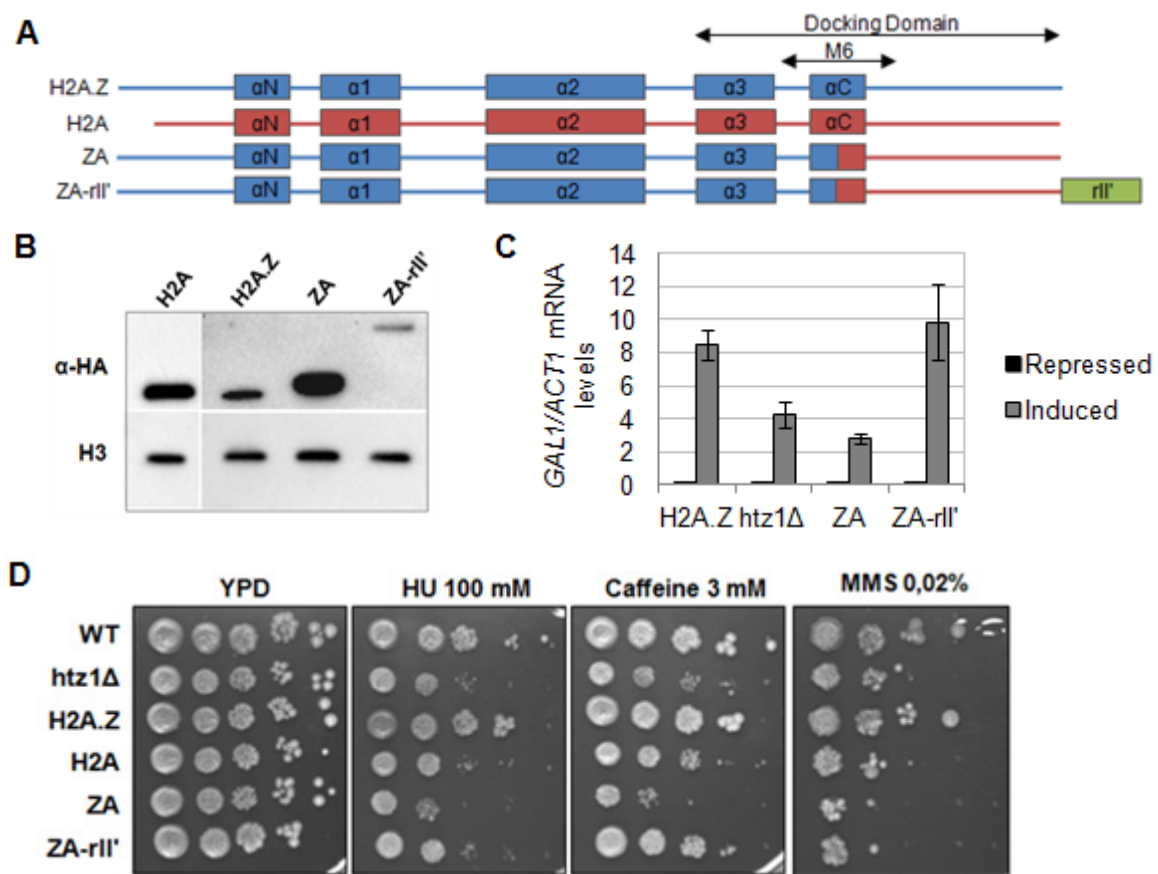 A
Docking Domain
M6
H2A.Z αN α1 α2 α3 αC
H2A αN α1 α2 α3 αC
ZA αN α1 α2 α3
ZA-rII' αN α1 α2 α3 rII'
B
H2A H2A.Z ZA ZA-rII'
α-HA
H3
C
GAL1/ACT1 mRNA levels
14
12
10
8
6
4
2
0
H2A.Z htz1Δ ZA ZA-rII'
Repressed
Induced
D
YPD HU 100 mM Caffeine 3 mM MMS 0,02%
WT
htz1Δ
H2A.Z
H2A
ZA
ZA-rII'